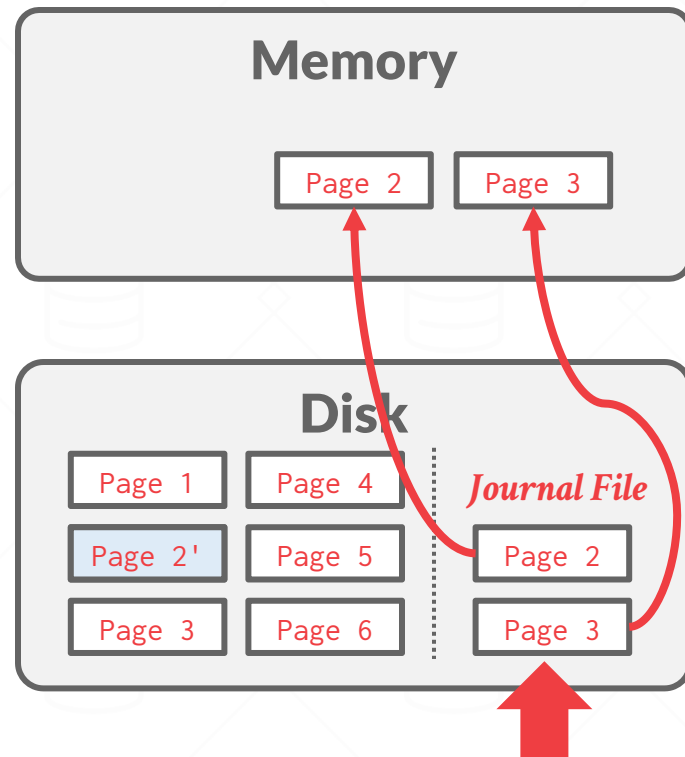 Memory
Page 2 Page 3
Disk
Page 1 Page 4
Page 2' Page 5
Page 3 Page 6
Journal File
Page 2
Page 3